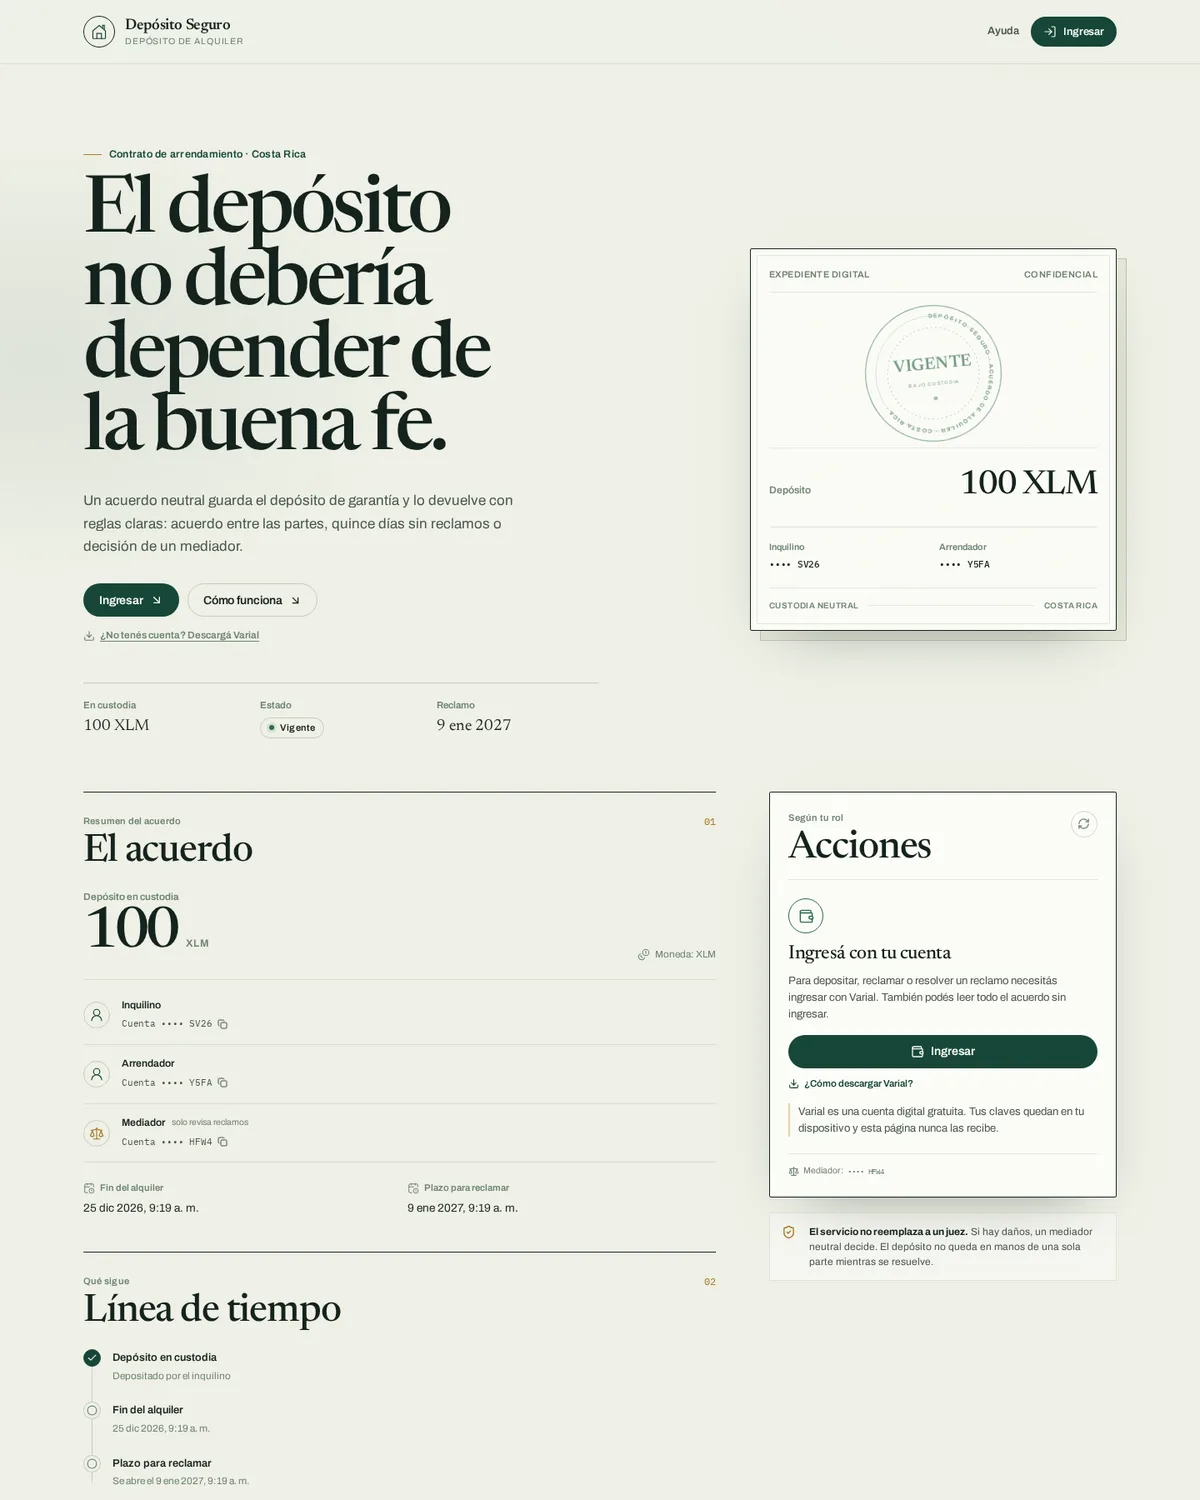 Depósito Seguro
DEPÓSITO DE ALQUILER
Ayuda
Ingresar
Contrato de arrendamiento · Costa Rica
El depósito
no debería
depender de
la buena fe.
Un acuerdo neutral guarda el depósito de garantía y lo devuelve con
reglas claras: acuerdo entre las partes, quince días sin reclamos o
decisión de un mediador.
Ingresar
Cómo funciona
¿No tenés cuenta? Descargá Varial
En custodia
100 XLM
Estado
Vigente
Reclamo
9 ene 2027
EXPEDIENTE DIGITAL
CONFIDENCIAL
DEPÓSITO SEGURO · ACUERDO DE ALQUILER · COSTA RICA ·
VIGENTE
BAJO CUSTODIA
Depósito
100 XLM
Inquilino
•••• SV26
Arrendador
•••• Y5FA
CUSTODIA NEUTRAL
COSTA RICA
Resumen del acuerdo
01
El acuerdo
Depósito en custodia
100 XLM
Moneda: XLM
Inquilino
Cuenta •••• SV26
Arrendador
Cuenta •••• Y5FA
Mediador solo revisa reclamos
Cuenta •••• HFW4
Fin del alquiler
25 dic 2026, 9:19 a. m.
Plazo para reclamar
9 ene 2027, 9:19 a. m.
Según tu rol
Acciones
Ingresá con tu cuenta
Para depositar, reclamar o resolver un reclamo necesitás
ingresar con Varial. También podés leer todo el acuerdo sin
ingresar.
Ingresar
¿Cómo descargar Varial?
Varial es una cuenta digital gratuita. Tus claves quedan en tu
dispositivo y esta página nunca las recibe.
Mediador: •••• HFW4
El servicio no reemplaza a un juez. Si hay daños, un mediador
neutral decide. El depósito no queda en manos de una sola
parte mientras se resuelve.
Qué sigue
02
Línea de tiempo
Depósito en custodia
Depositado por el inquilino
Fin del alquiler
25 dic 2026, 9:19 a. m.
Plazo para reclamar
Se abre el 9 ene 2027, 9:19 a. m.